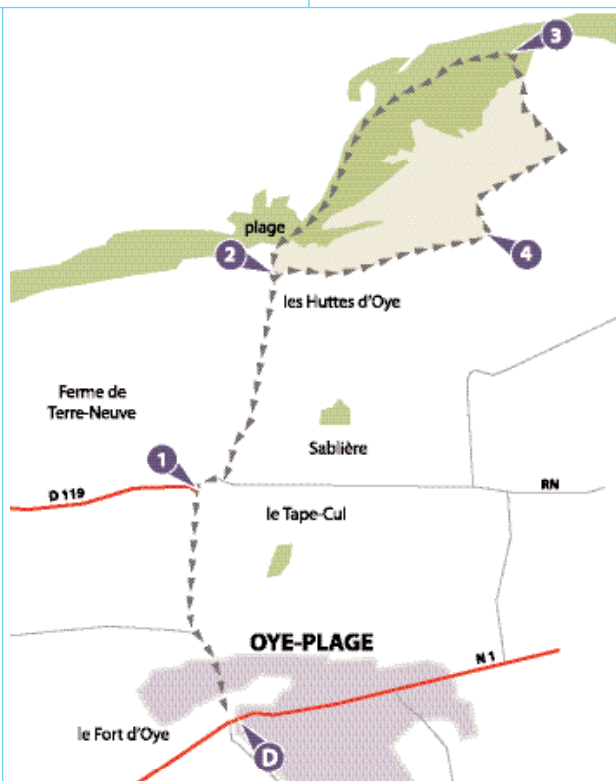 3
plage
2
4
les Huttes d'Oye
Ferme de
Terre-Neuve
Sablière
1
D 119
RN
le Tape-Cul
OYE-PLAGE
N 1
le Fort d'Oye
D